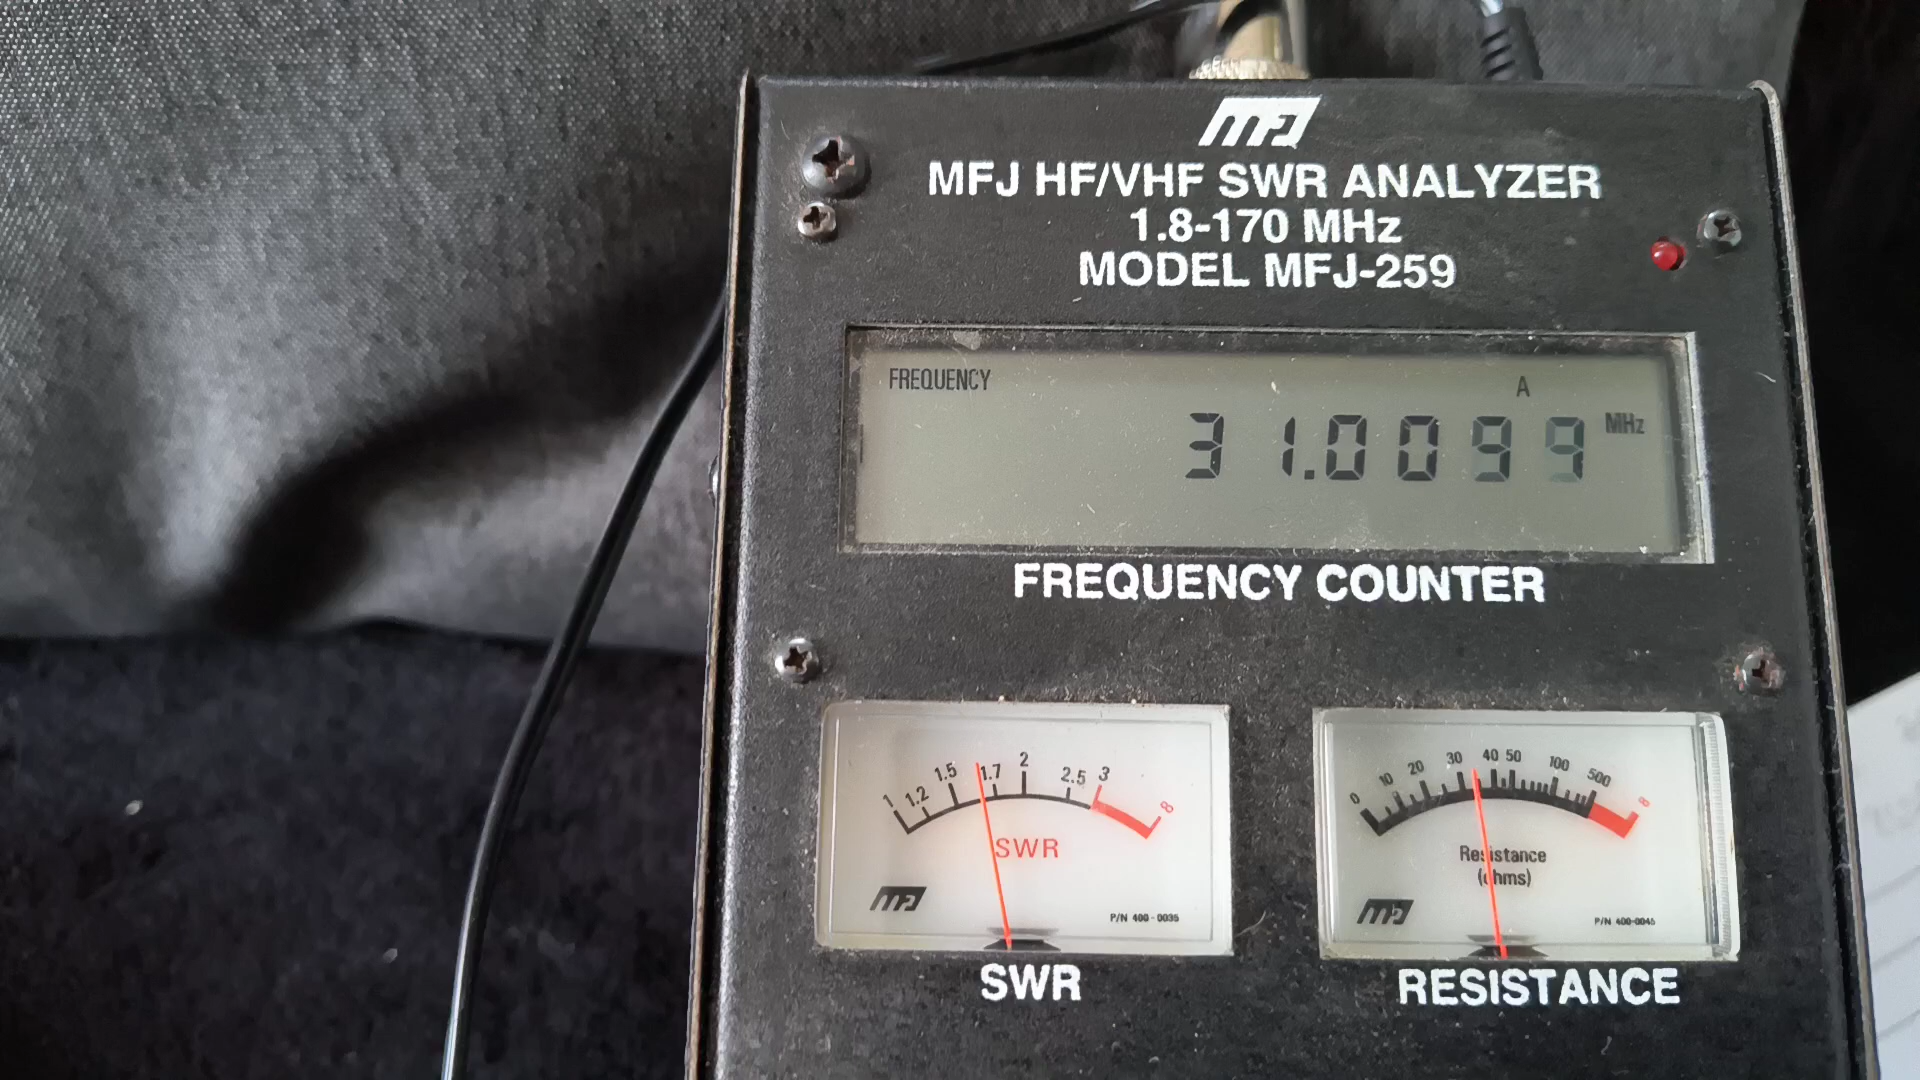 MFJ
MFJ HF/VHF SWR ANALYZER
1.8-170 MHz
MODEL MFJ-259
FREQUENCY
A
31.0099 MHz
FREQUENCY COUNTER
1 1.2 1.5 1.7 2 2.5 3 ∞
SWR
MFJ
P/N 400-0035
SWR
0 10 20 30 40 50 100 500 ∞
Resistance
(ohms)
MFJ
P/N 400-0045
RESISTANCE